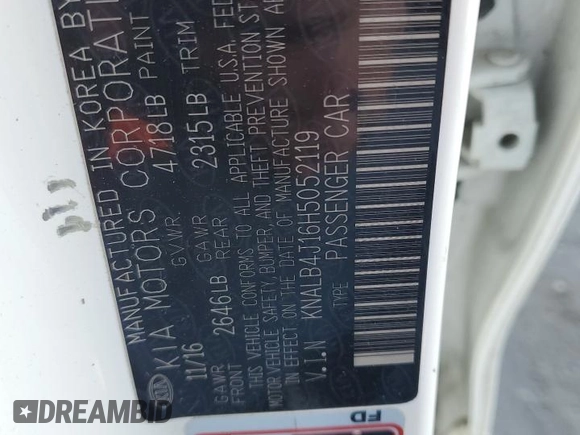 MANUFACTURED IN KOREA BY
KIA MOTORS CORPORATI
11/16 GVWR 4718LB PAINT
GAWR 2646LB GAWR 2315LB TRIM
FRONT REAR
THIS VEHICLE CONFORMS TO ALL APPLICABLE U.S.A. FED
MOTOR VEHICLE SAFETY, BUMPER, AND THEFT PREVENTION ST
IN EFFECT ON THE DATE OF MANUFACTURE SHOWN
V.I.N KNALB4J16H5052119
TYPE PASSENGER CAR
KIA
FD
DREAMBID